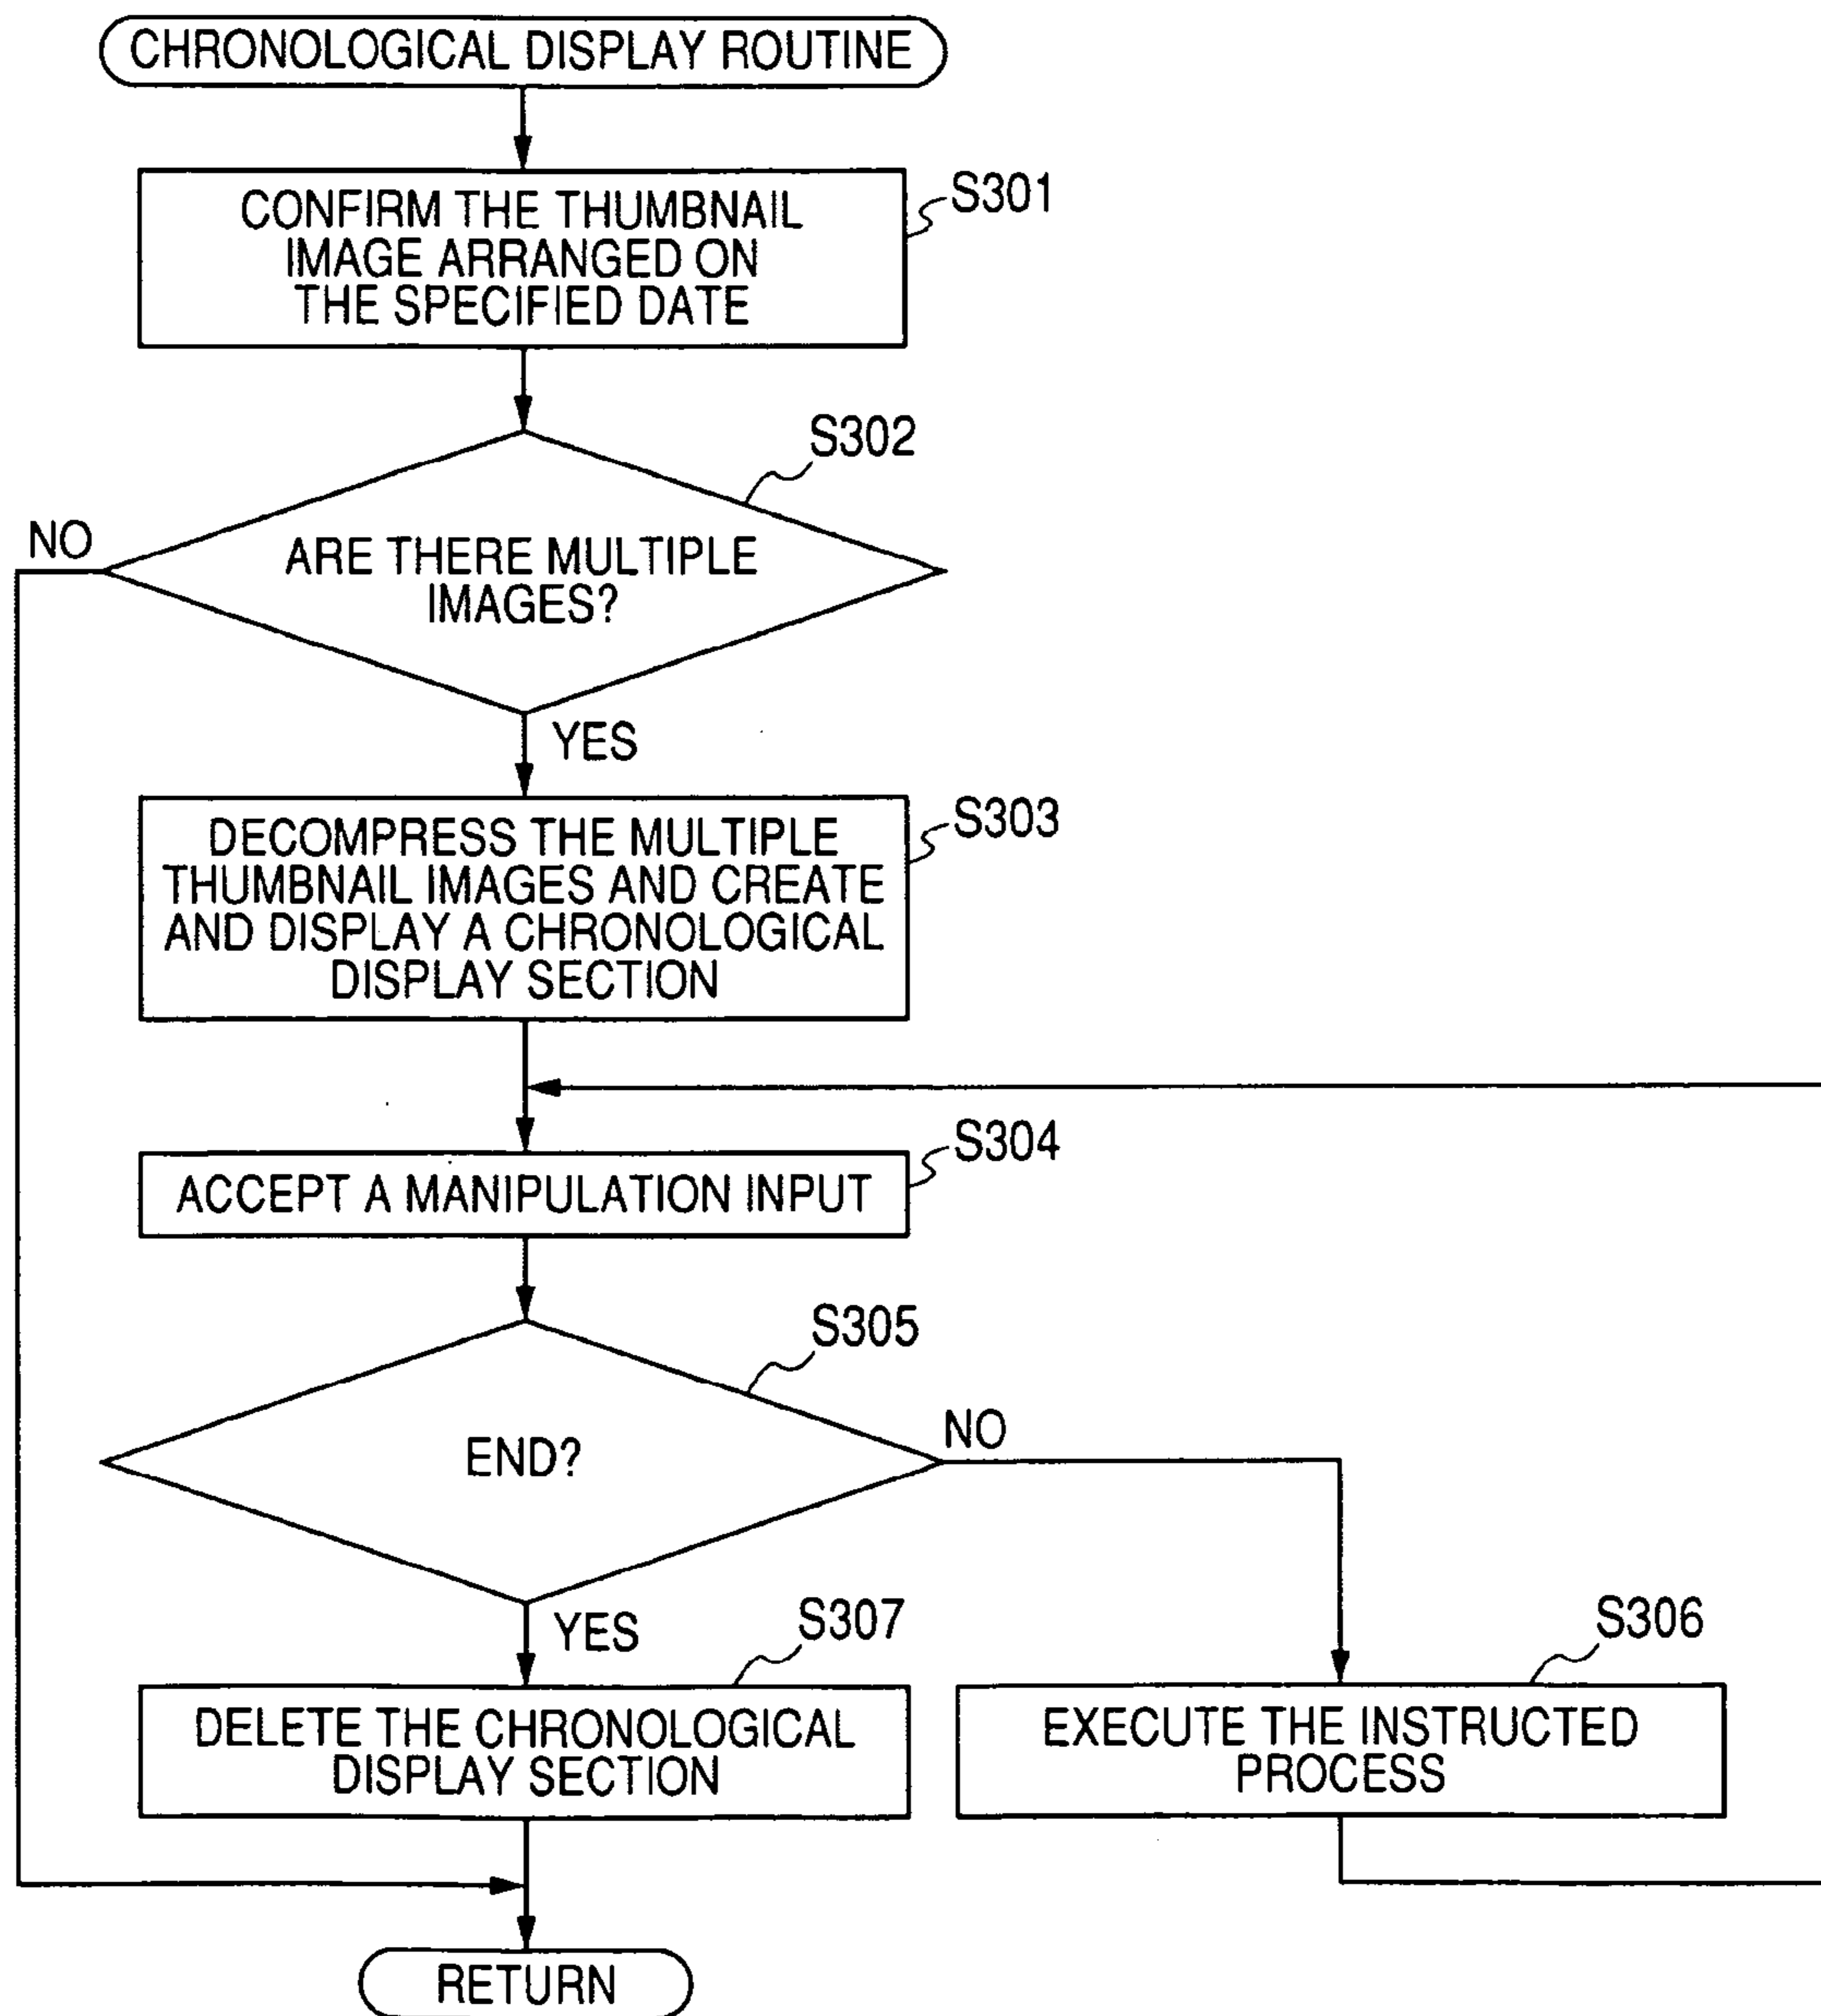 CHRONOLOGICAL DISPLAY ROUTINE
CONFIRM THE THUMBNAIL
IMAGE ARRANGED ON
THE SPECIFIED DATE
S301
S302
NO
ARE THERE MULTIPLE
IMAGES?
YES
DECOMPRESS THE MULTIPLE
THUMBNAIL IMAGES AND CREATE
AND DISPLAY A CHRONOLOGICAL
DISPLAY SECTION
S303
S304
ACCEPT A MANIPULATION INPUT
S305
END?
NO
YES
S307
S306
DELETE THE CHRONOLOGICAL
DISPLAY SECTION
EXECUTE THE INSTRUCTED
PROCESS
RETURN